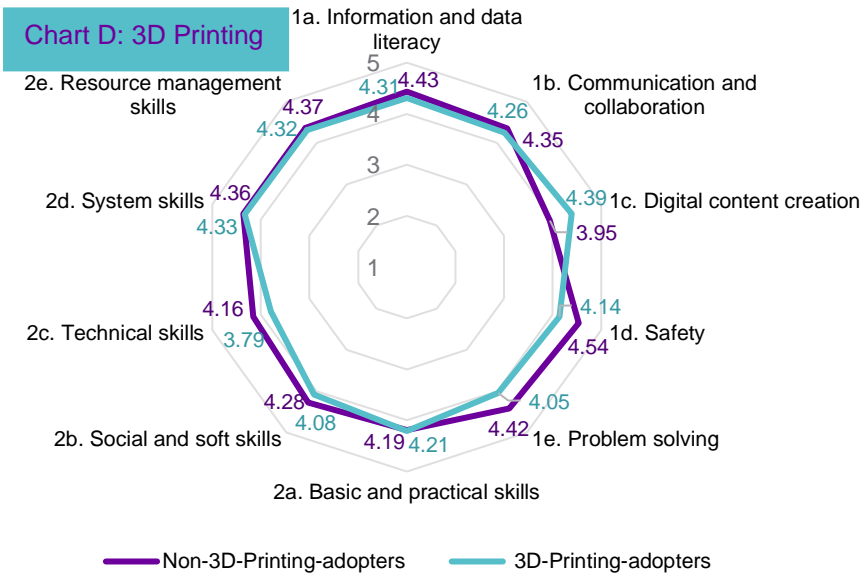 Chart D: 3D Printing
1a. Information and data
literacy
1b. Communication and
collaboration
1c. Digital content creation
1d. Safety
1e. Problem solving
2a. Basic and practical skills
2b. Social and soft skills
2c. Technical skills
2d. System skills
2e. Resource management
skills
5
4
3
2
1
4.43
4.31
4.26
4.35
4.39
3.95
4.14
4.54
4.05
4.42
4.19
4.21
4.28
4.08
4.16
3.79
4.36
4.33
4.37
4.32
Non-3D-Printing-adopters
3D-Printing-adopters